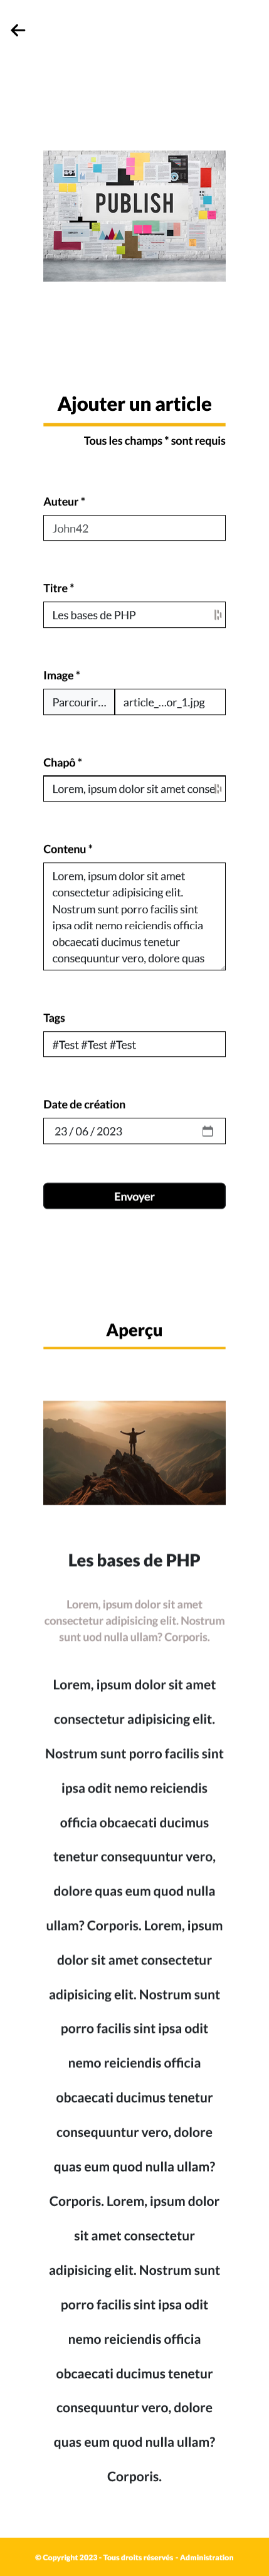 PUBLISH
Ajouter un article
Tous les champs * sont requis
Auteur *
John42
Titre *
Les bases de PHP
Image *
Parcourir... article_...or_1.jpg
Chapô *
Lorem, ipsum dolor sit amet conse
Contenu *
Lorem, ipsum dolor sit amet
consectetur adipisicing elit.
Nostrum sunt porro facilis sint
ipsa odit nemo reiciendis officia
obcaecati ducimus tenetur
consequuntur vero, dolore quas
Tags
#Test #Test #Test
Date de création
23 / 06 / 2023
Envoyer
Aperçu
Les bases de PHP
Lorem, ipsum dolor sit amet
consectetur adipisicing elit. Nostrum
sunt uod nulla ullam? Corporis.
Lorem, ipsum dolor sit amet
consectetur adipisicing elit.
Nostrum sunt porro facilis sint
ipsa odit nemo reiciendis
officia obcaecati ducimus
tenetur consequuntur vero,
dolore quas eum quod nulla
ullam? Corporis. Lorem, ipsum
dolor sit amet consectetur
adipisicing elit. Nostrum sunt
porro facilis sint ipsa odit
nemo reiciendis officia
obcaecati ducimus tenetur
consequuntur vero, dolore
quas eum quod nulla ullam?
Corporis. Lorem, ipsum dolor
sit amet consectetur
adipisicing elit. Nostrum sunt
porro facilis sint ipsa odit
nemo reiciendis officia
obcaecati ducimus tenetur
consequuntur vero, dolore
quas eum quod nulla ullam?
Corporis.
© Copyright 2023 - Tous droits réservés - Administration